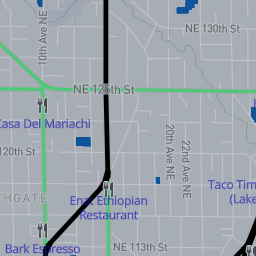 NE 130th St
10th Ave NE
NE 125th St
Casa Del Mariachi
120th St
20th Ave NE
22nd Ave NE
THGATE
Enat Ethiopian
Restaurant
Taco Tim
(Lake
NE 113th St
Bark Espresso